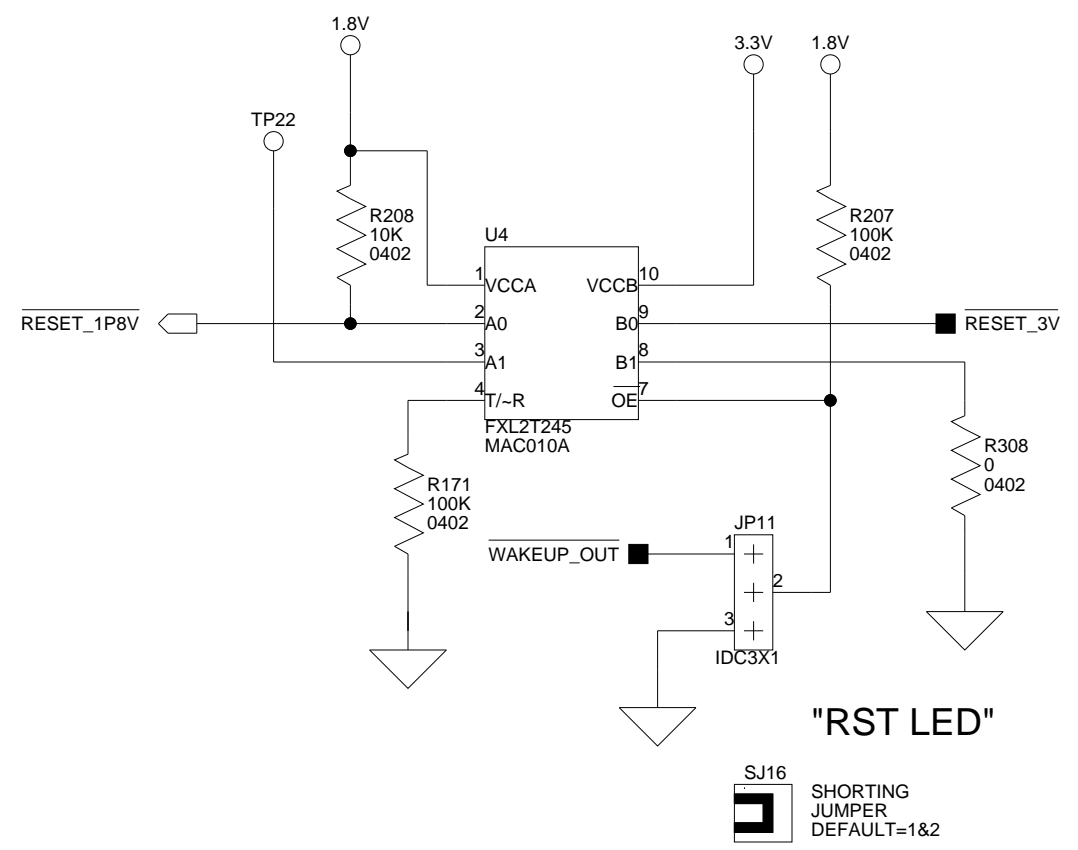 1.8V
3.3V
1.8V
TP22
R208
10K
0402
R207
100K
0402
U4
1
VCCA
VCCB
10
RESET_1P8V
2
A0
B0
9
RESET_3V
3
A1
B1
8
4
T/~R
OE
7
FXL2T245
MAC010A
R308
0
0402
R171
100K
0402
JP11
WAKEUP_OUT
1
2
3
IDC3X1
"RST LED"
SJ16
SHORTING
JUMPER
DEFAULT=1&2